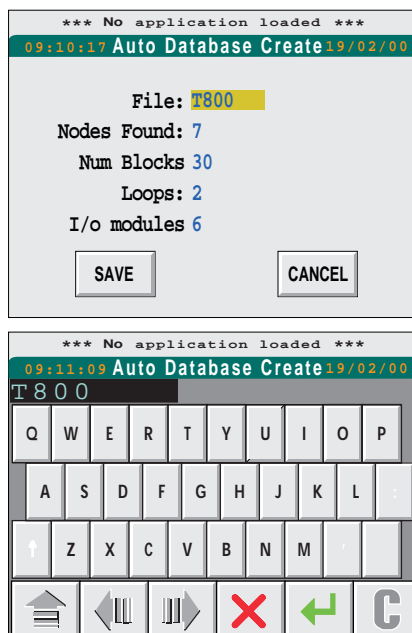 *** No application loaded ***
09:10:17 Auto Database Create 19/02/00
File: T800
Nodes Found: 7
Num Blocks 30
Loops: 2
I/o modules 6
SAVE CANCEL
*** No application loaded ***
09:11:09 Auto Database Create 19/02/00
T800
Q W E R T Y U I O P
A S D F G H J K L :
Z X C V B N M '
C